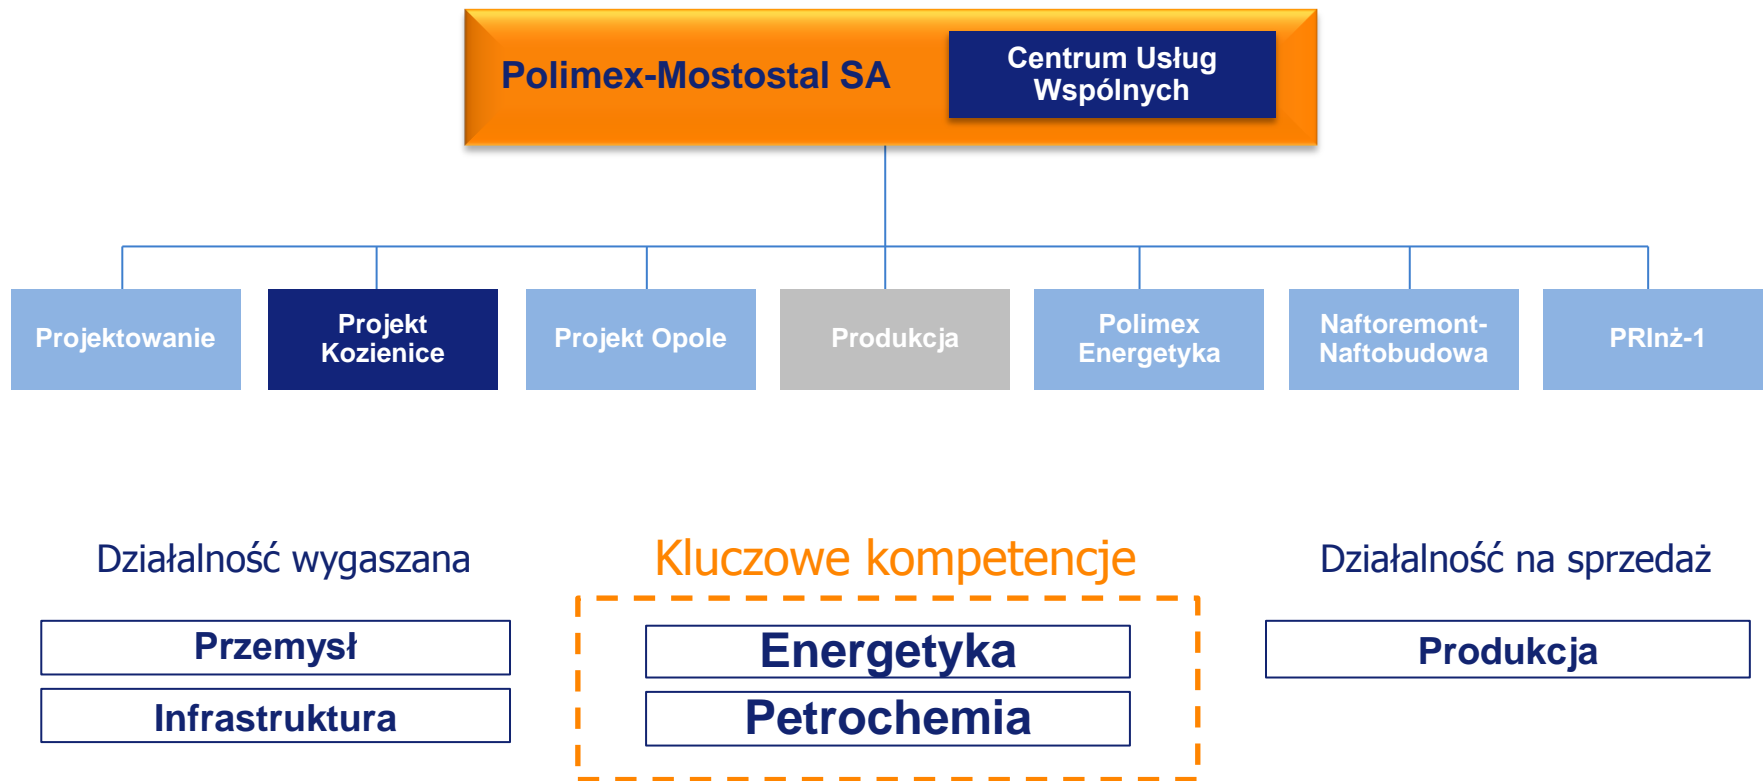 Polimex-Mostostal SA
Centrum Usług
Wspólnych
Projektowanie
Projekt
Kozienice
Projekt Opole
Produkcja
Polimex
Energetyka
Naftoremont-
Naftobudowa
PRInż-1
Działalność wygaszana
Kluczowe kompetencje
Działalność na sprzedaż
Przemysł
Infrastruktura
Energetyka
Petrochemia
Produkcja